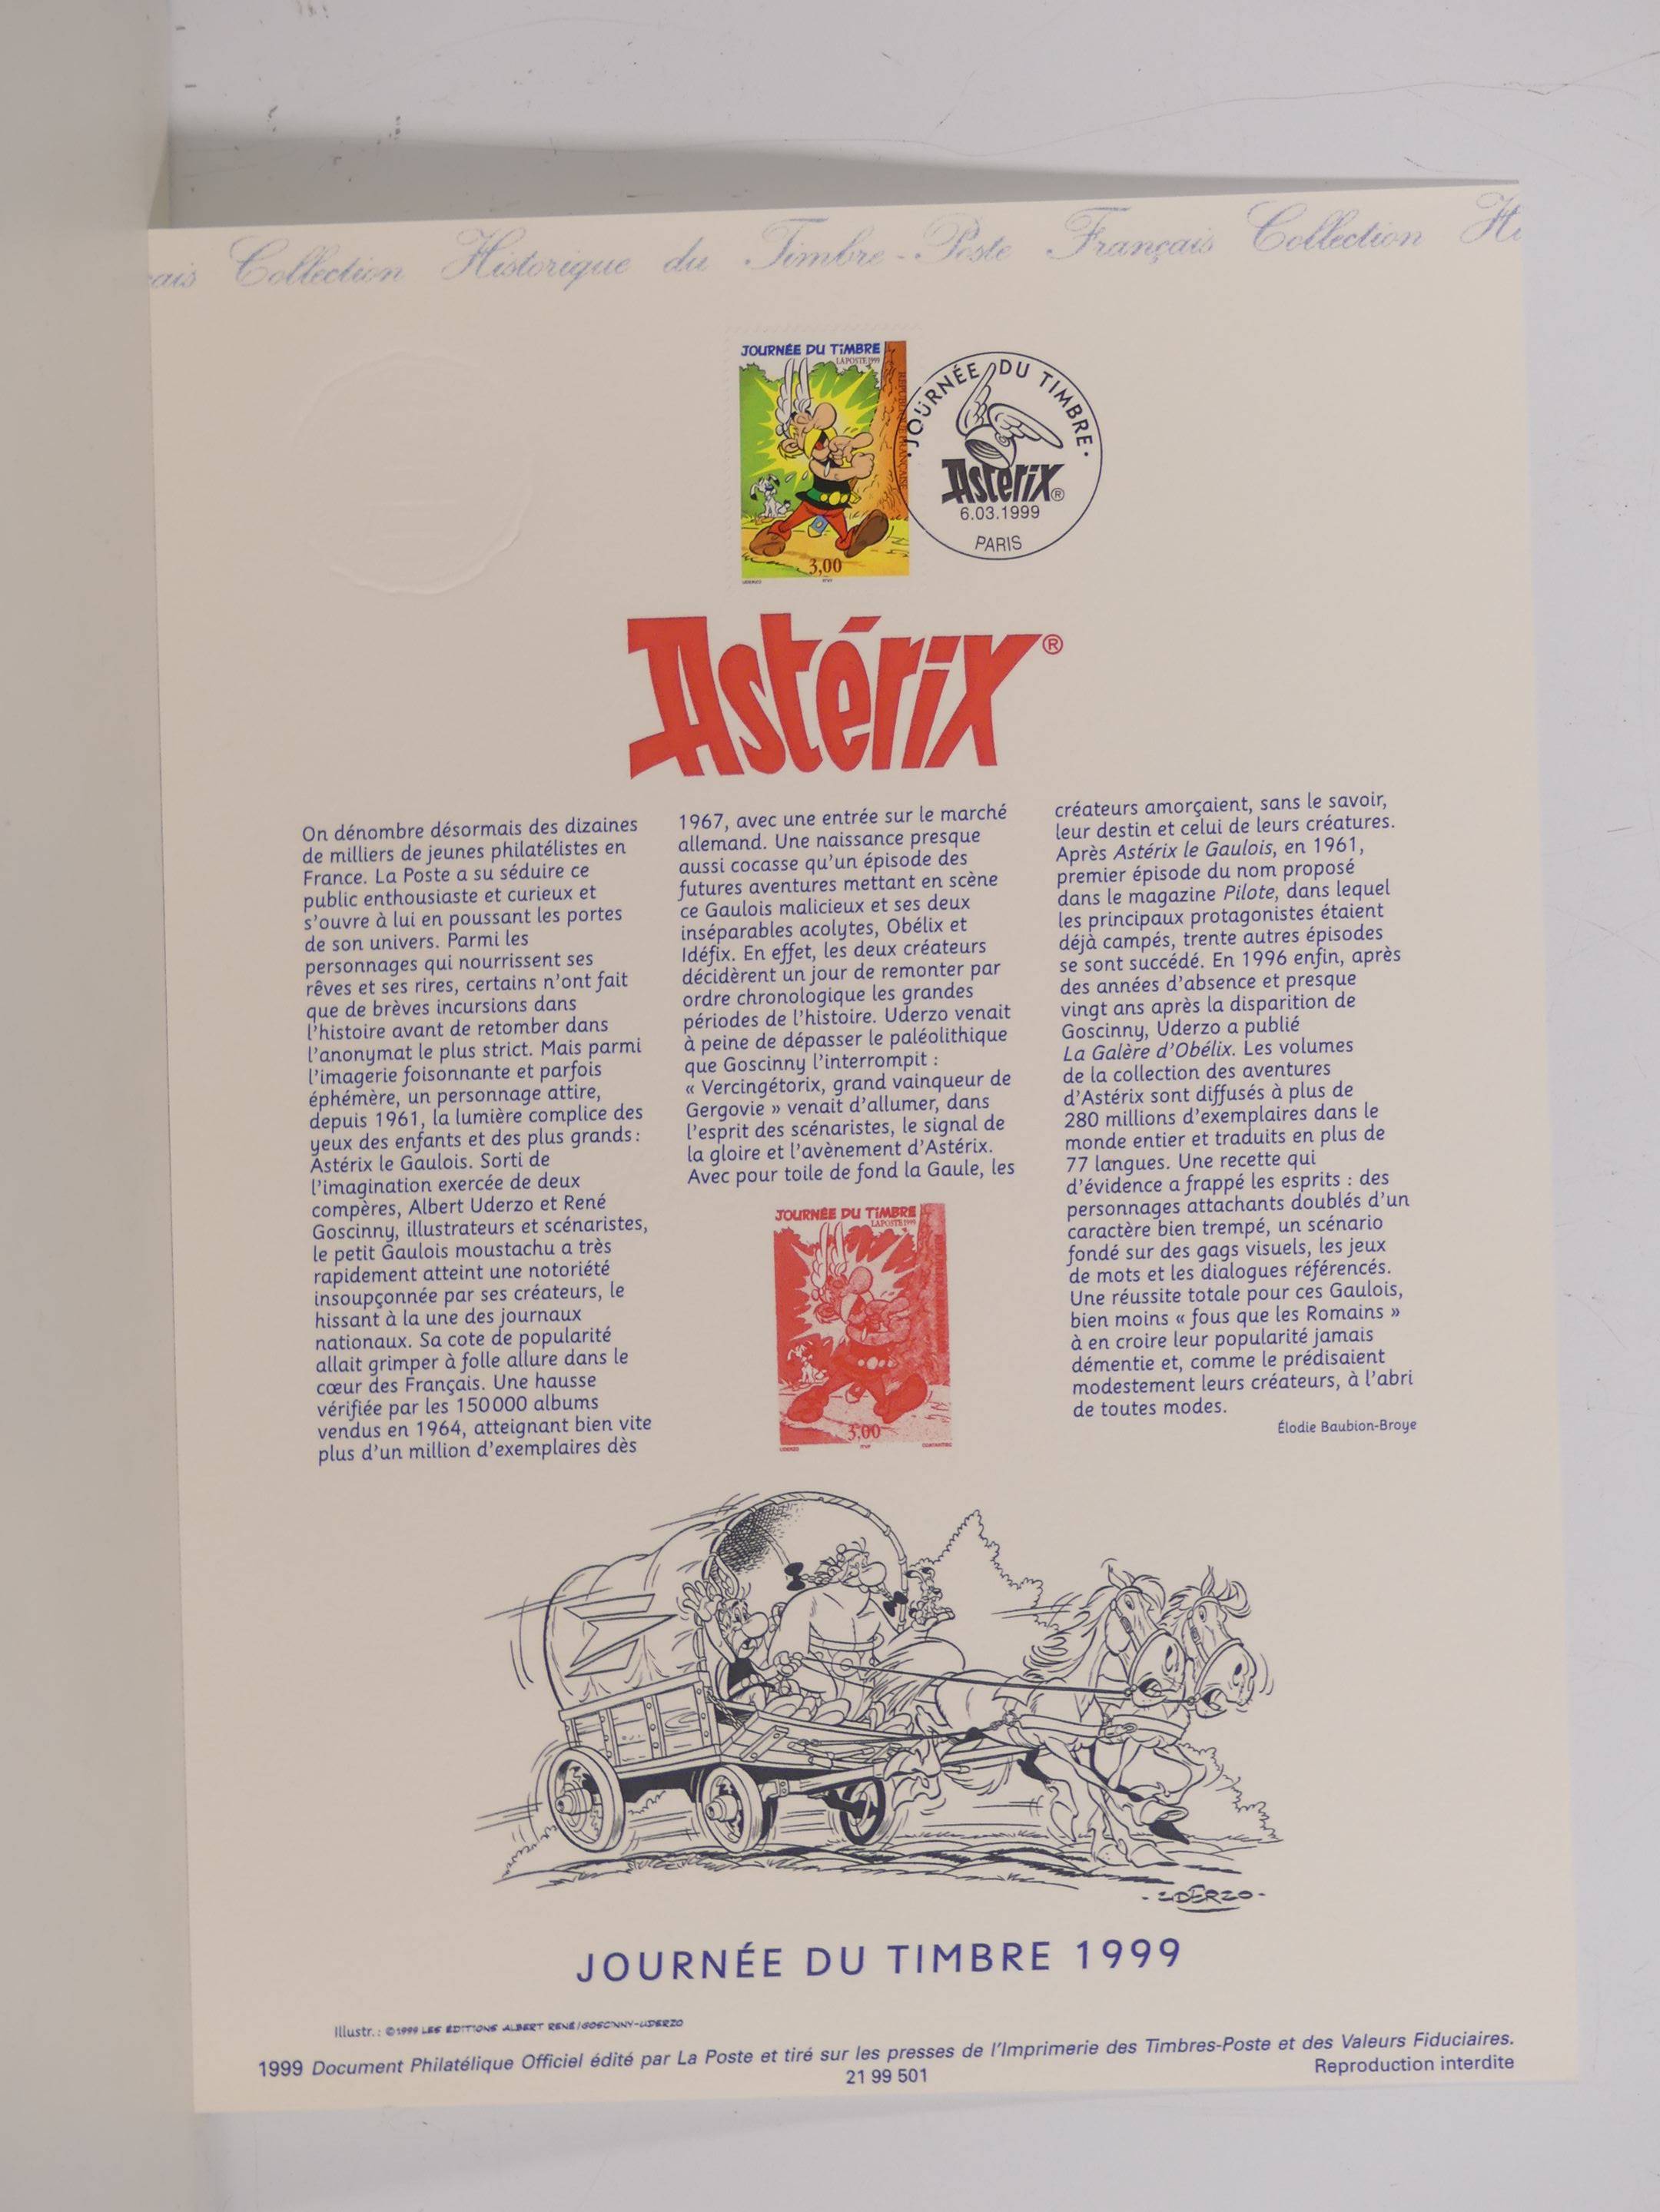 Collection Historique du Timbre-Poste Français Collection
JOURNÉE DU TIMBRE
LA POSTE 1999
RÉPUBLIQUE FRANÇAISE
3,00
UDERZO
ITVF
JOURNÉE DU TIMBRE
Astérix®
6.03.1999
PARIS
Astérix®
On dénombre désormais des dizaines
de milliers de jeunes philatélistes en
France. La Poste a su séduire ce
public enthousiaste et curieux et
s'ouvre à lui en poussant les portes
de son univers. Parmi les
personnages qui nourrissent ses
rêves et ses rires, certains n'ont fait
que de brèves incursions dans
l'histoire avant de retomber dans
l'anonymat le plus strict. Mais parmi
l'imagerie foisonnante et parfois
éphémère, un personnage attire,
depuis 1961, la lumière complice des
yeux des enfants et des plus grands :
Astérix le Gaulois. Sorti de
l'imagination exercée de deux
compères, Albert Uderzo et René
Goscinny, illustrateurs et scénaristes,
le petit Gaulois moustachu a très
rapidement atteint une notoriété
insoupçonnée par ses créateurs, le
hissant à la une des journaux
nationaux. Sa cote de popularité
allait grimper à folle allure dans le
cœur des Français. Une hausse
vérifiée par les 150 000 albums
vendus en 1964, atteignant bien vite
plus d'un million d'exemplaires dès
1967, avec une entrée sur le marché
allemand. Une naissance presque
aussi cocasse qu'un épisode des
futures aventures mettant en scène
ce Gaulois malicieux et ses deux
inséparables acolytes, Obélix et
Idéfix. En effet, les deux créateurs
décidèrent un jour de remonter par
ordre chronologique les grandes
périodes de l'histoire. Uderzo venait
à peine de dépasser le paléolithique
que Goscinny l'interrompit :
« Vercingétorix, grand vainqueur de
Gergovie » venait d'allumer, dans
l'esprit des scénaristes, le signal de
la gloire et l'avènement d'Astérix.
Avec pour toile de fond la Gaule, les
JOURNÉE DU TIMBRE
LA POSTE 1999
3,00
UDERZO
ITVF
créateurs amorçaient, sans le savoir,
leur destin et celui de leurs créatures.
Après Astérix le Gaulois, en 1961,
premier épisode du nom proposé
dans le magazine Pilote, dans lequel
les principaux protagonistes étaient
déjà campés, trente autres épisodes
se sont succédé. En 1996 enfin, après
des années d'absence et presque
vingt ans après la disparition de
Goscinny, Uderzo a publié
La Galère d'Obélix. Les volumes
de la collection des aventures
d'Astérix sont diffusés à plus de
280 millions d'exemplaires dans le
monde entier et traduits en plus de
77 langues. Une recette qui
d'évidence a frappé les esprits : des
personnages attachants doublés d'un
caractère bien trempé, un scénario
fondé sur des gags visuels, les jeux
de mots et les dialogues référencés.
Une réussite totale pour ces Gaulois,
bien moins « fous que les Romains »
à en croire leur popularité jamais
démentie et, comme le prédisaient
modestement leurs créateurs, à l'abri
de toutes modes.
Élodie Baubion-Broye
-UDERZO-
JOURNÉE DU TIMBRE 1999
Illustr. : ©1999 LES ÉDITIONS ALBERT RENÉ/GOSCINNY-UDERZO
1999 Document Philatélique Officiel édité par La Poste et tiré sur les presses de l'Imprimerie des Timbres-Poste et des Valeurs Fiduciaires.
21 99 501
Reproduction interdite